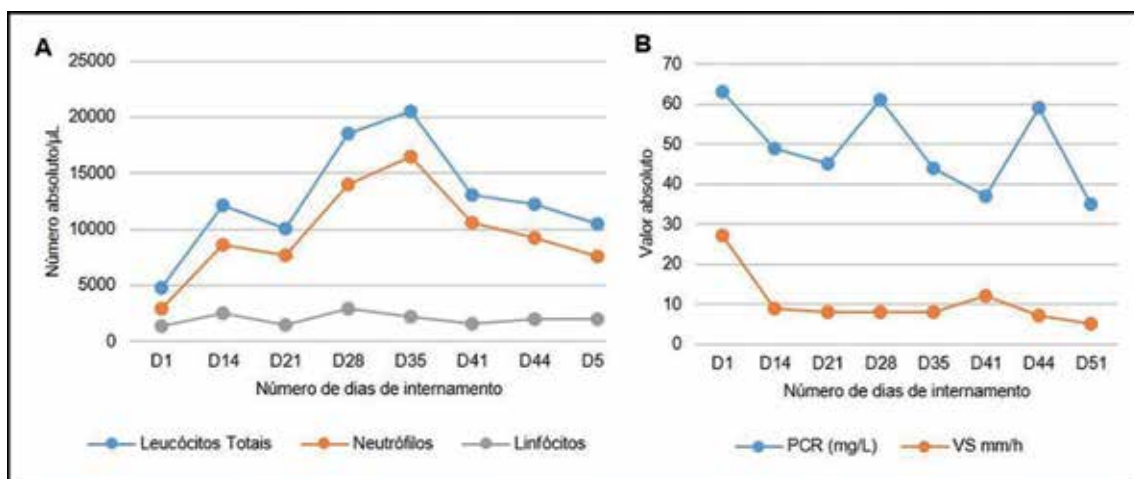 A
25000
20000
15000
10000
5000
0
Número absoluto/µL
D1 D14 D21 D28 D35 D41 D44 D5
Número de dias de internamento
Leucócitos Totais Neutrófilos Linfócitos
B
70
60
50
40
30
20
10
0
Valor absoluto
D1 D14 D21 D28 D35 D41 D44 D51
Número de dias de internamento
PCR (mg/L) VS mm/h